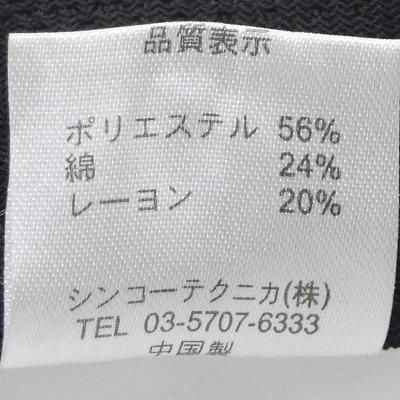 品質表示
ポリエステル 56%
綿 24%
レーヨン 20%
シンコーテクニカ(株)
TEL 03-5707-6333
中国製